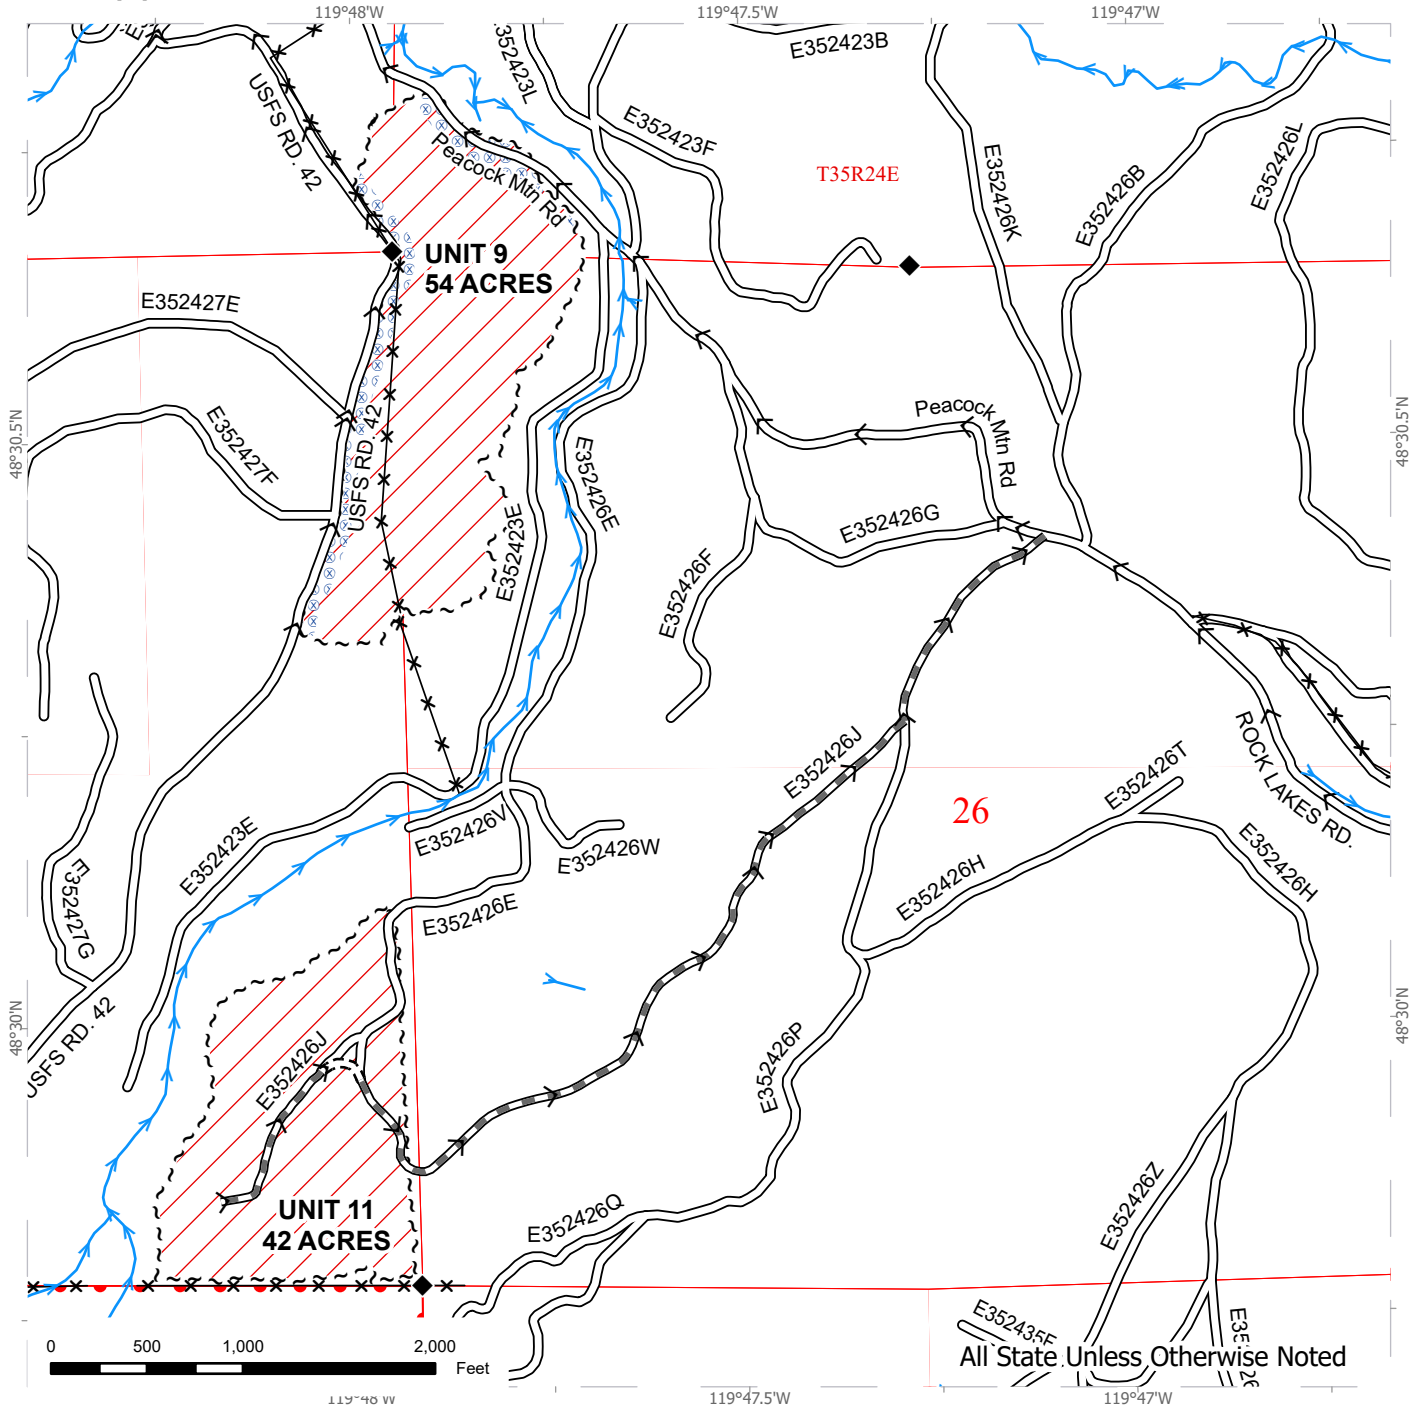 119°48'W
119°47.5'W
119°47'W
E352423B
352423L
E352423F
USFS RD. 42
Peacock Mtn Rd
T35R24E
E352426K
E352426B
E352426L
UNIT 9
54 ACRES
E352427E
48°30.5'N
48°30.5'N
E352427F
USFS RD. 42
E352426E
E352423E
Peacock Mtn Rd
E352426G
E352426F
E352426J
ROCK LAKES RD.
E352426T
26
E352423E
E352426V
E352426W
E352426H
E352426H
E352427G
E352426E
48°30'N
48°30'N
USFS RD. 42
E352426J
E352426P
E352426Z
UNIT 11
42 ACRES
E352426Q
E352435F
0 500 1,000 2,000
Feet
All State Unless Otherwise Noted
119°48'W
119°47.5'W
119°47'W